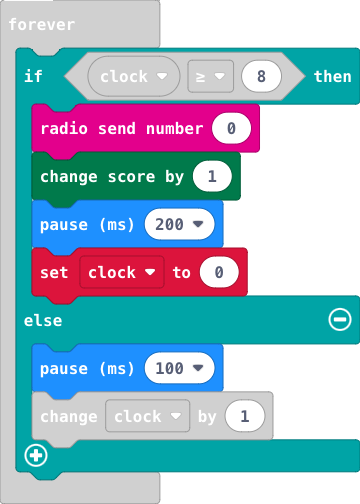 forever
if clock ≥ 8 then
radio send number 0
change score by 1
pause (ms) 200
set clock to 0
else
pause (ms) 100
change clock by 1